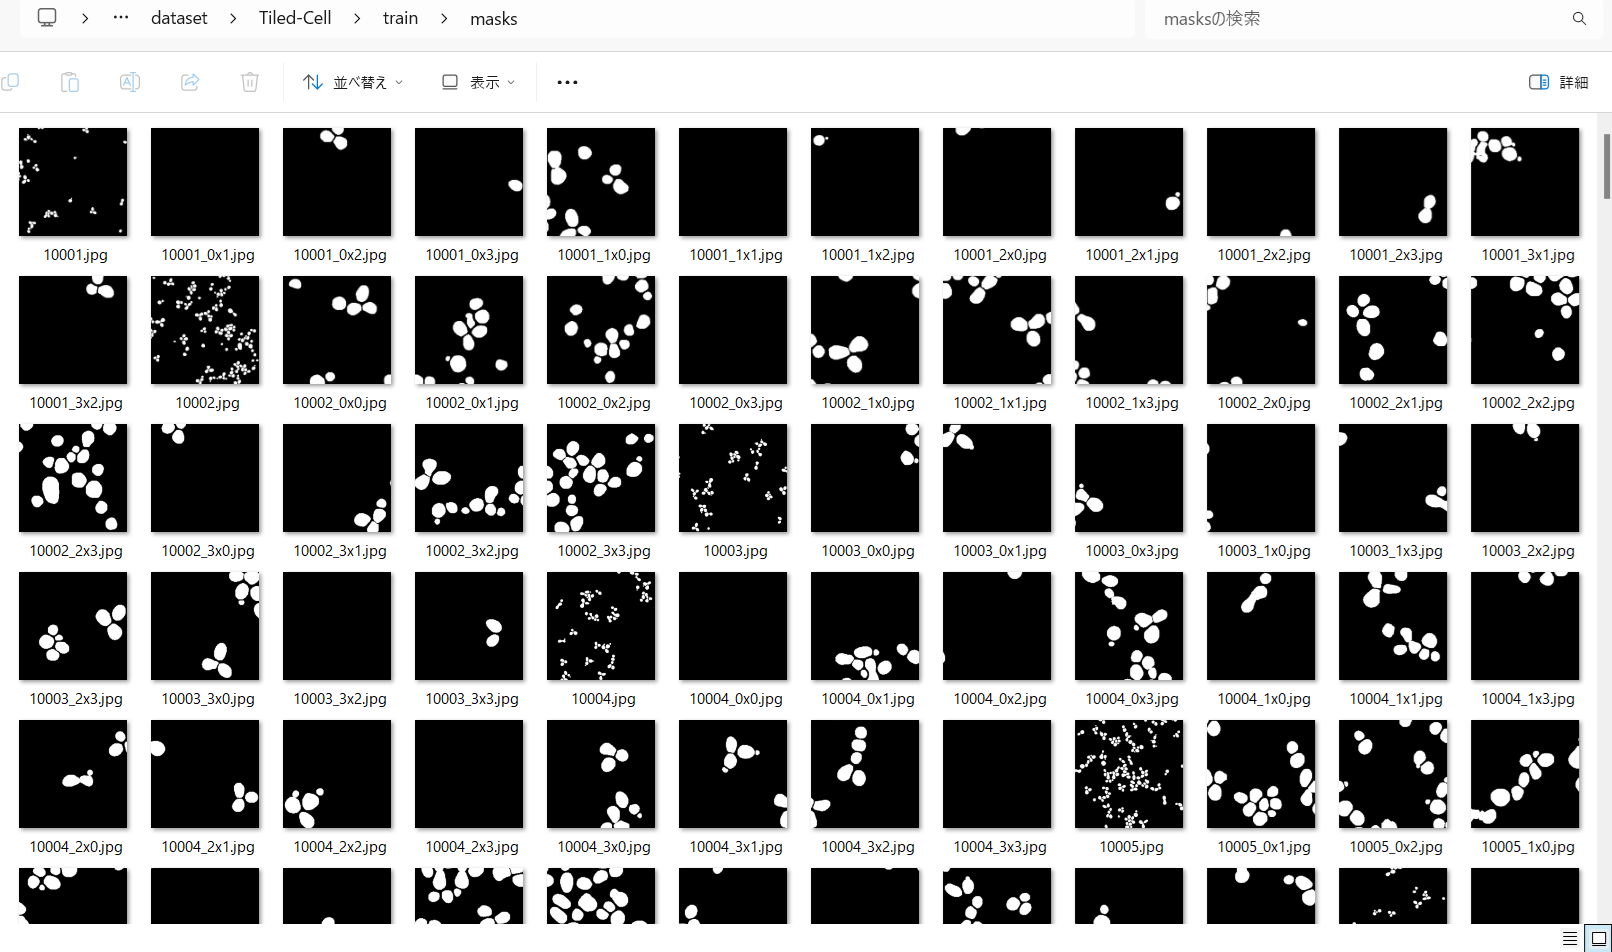 dataset > Tiled-Cell > train > masks
masksの検索
並べ替え 表示 詳細
10001.jpg 10001_0x1.jpg 10001_0x2.jpg 10001_0x3.jpg 10001_1x0.jpg 10001_1x1.jpg 10001_1x2.jpg 10001_2x0.jpg 10001_2x1.jpg 10001_2x2.jpg 10001_2x3.jpg 10001_3x1.jpg
10001_3x2.jpg 10002.jpg 10002_0x0.jpg 10002_0x1.jpg 10002_0x2.jpg 10002_0x3.jpg 10002_1x0.jpg 10002_1x1.jpg 10002_1x3.jpg 10002_2x0.jpg 10002_2x1.jpg 10002_2x2.jpg
10002_2x3.jpg 10002_3x0.jpg 10002_3x1.jpg 10002_3x2.jpg 10002_3x3.jpg 10003.jpg 10003_0x0.jpg 10003_0x1.jpg 10003_0x3.jpg 10003_1x0.jpg 10003_1x3.jpg 10003_2x2.jpg
10003_2x3.jpg 10003_3x0.jpg 10003_3x2.jpg 10003_3x3.jpg 10004.jpg 10004_0x0.jpg 10004_0x1.jpg 10004_0x2.jpg 10004_0x3.jpg 10004_1x0.jpg 10004_1x1.jpg 10004_1x3.jpg
10004_2x0.jpg 10004_2x1.jpg 10004_2x2.jpg 10004_2x3.jpg 10004_3x0.jpg 10004_3x1.jpg 10004_3x2.jpg 10004_3x3.jpg 10005.jpg 10005_0x1.jpg 10005_0x2.jpg 10005_1x0.jpg